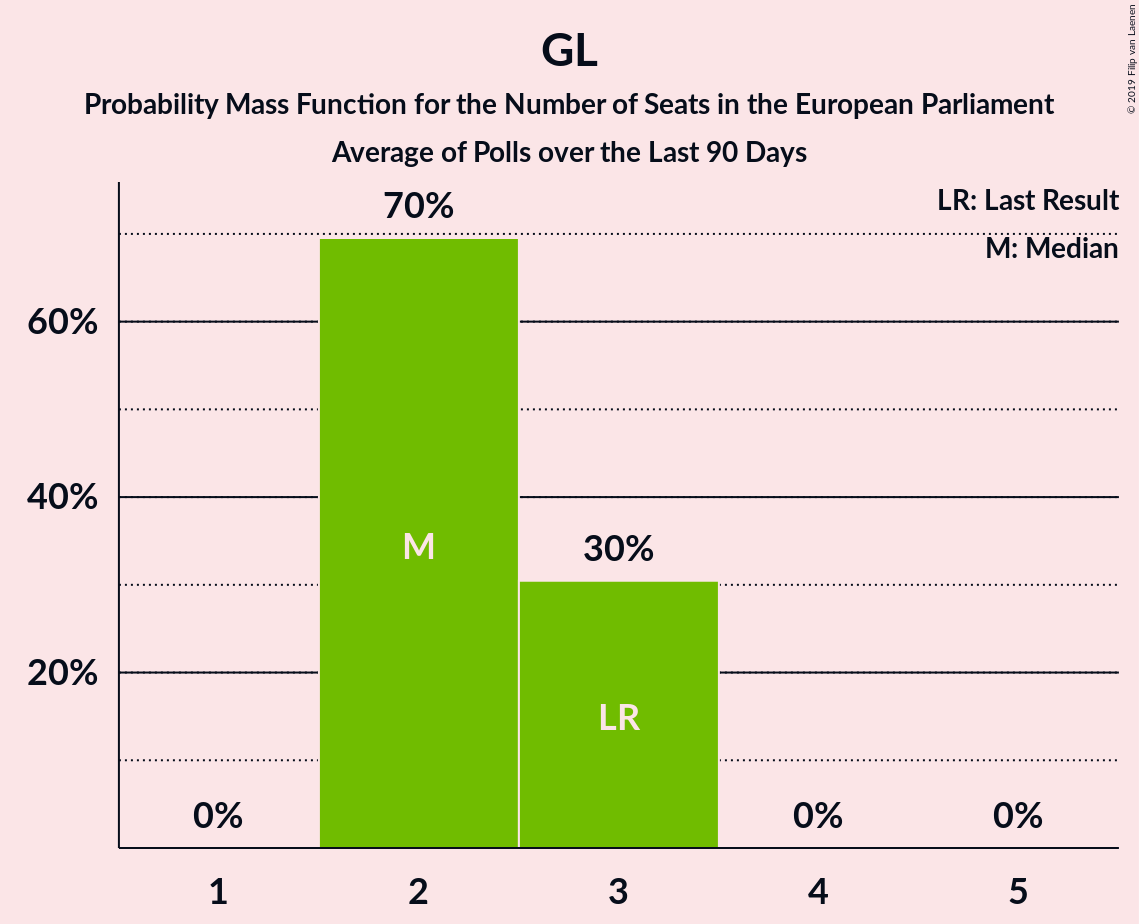 GL
Probability Mass Function for the Number of Seats in the European Parliament
Average of Polls over the Last 90 Days
© 2019 Filip van Laenen
LR: Last Result
M: Median
70%
60%
40%
20%
M
30%
LR
0%
0%
0%
1
2
3
4
5